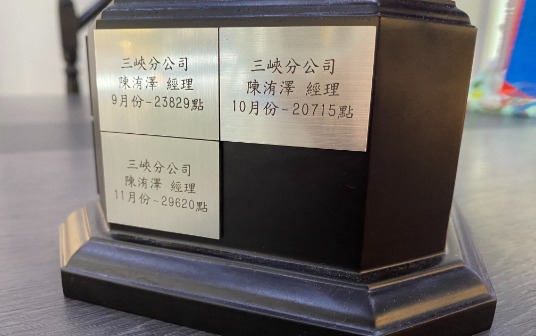 三峽分公司
陳洧澤 經理
9月份-23829點
三峽分公司
陳洧澤 經理
10月份-20715點
三峽分公司
陳洧澤 經理
11月份-29620點